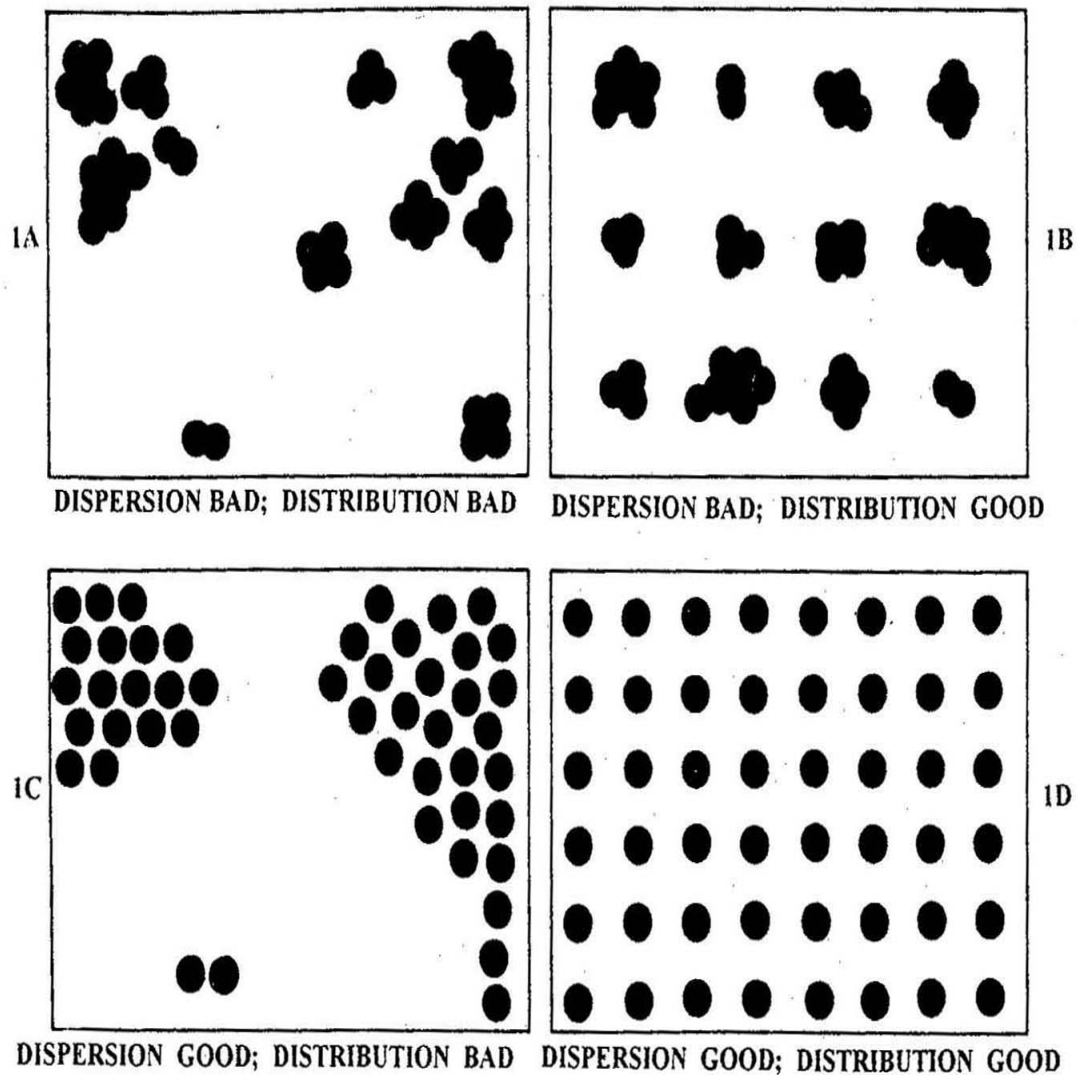 1A
1B
DISPERSION BAD; DISTRIBUTION BAD
DISPERSION BAD; DISTRIBUTION GOOD
1C
1D
DISPERSION GOOD; DISTRIBUTION BAD
DISPERSION GOOD; DISTRIBUTION GOOD